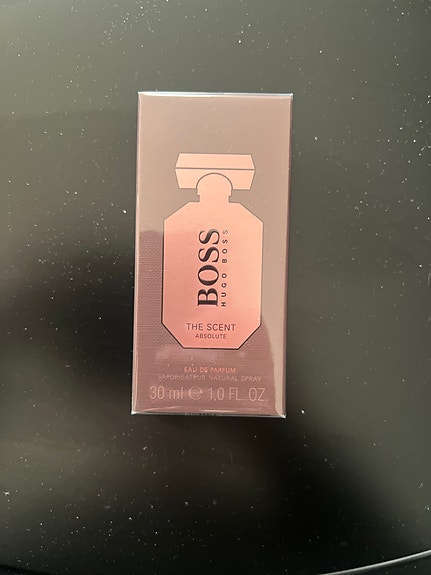 BOSS
HUGO BOSS
THE SCENT
ABSOLUTE
EAU DE PARFUM
VAPORISATEUR NATURAL SPRAY
30 ml ℮ 1,0 FL. OZ.